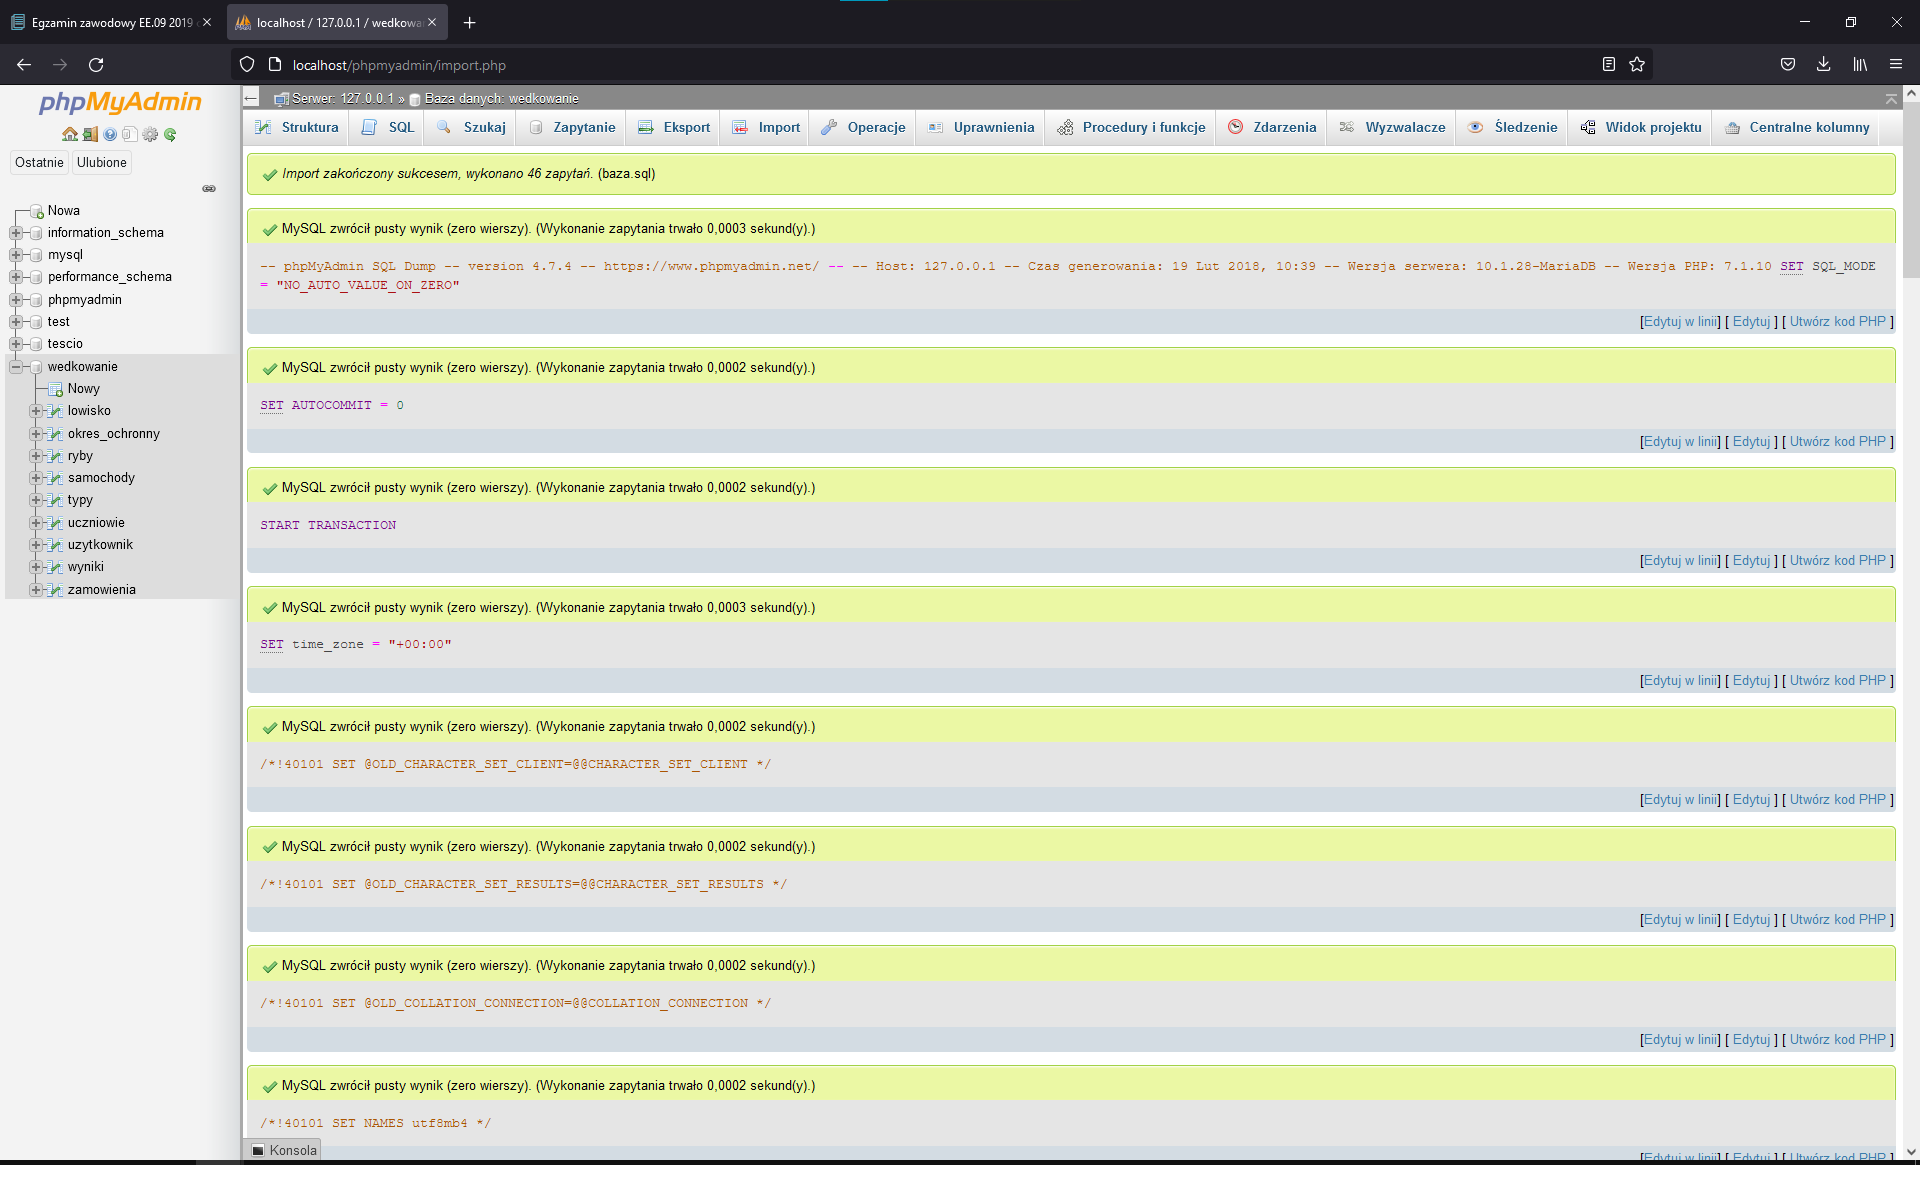 Egzamin zawodowy EE.09 2019
localhost / 127.0.0.1 / wedkowa
localhost/phpmyadmin/import.php
phpMyAdmin
Ostatnie
Ulubione
Nowa
information_schema
mysql
performance_schema
phpmyadmin
test
tescio
wedkowanie
Nowy
lowisko
okres_ochronny
ryby
samochody
typy
uczniowie
uzytkownik
wyniki
zamowienia
Serwer: 127.0.0.1 » Baza danych: wedkowanie
Struktura
SQL
Szukaj
Zapytanie
Eksport
Import
Operacje
Uprawnienia
Procedury i funkcje
Zdarzenia
Wyzwalacze
Śledzenie
Widok projektu
Centralne kolumny
Import zakończony sukcesem, wykonano 46 zapytań. (baza.sql)
MySQL zwrócił pusty wynik (zero wierszy). (Wykonanie zapytania trwało 0,0003 sekund(y).)
-- phpMyAdmin SQL Dump -- version 4.7.4 -- https://www.phpmyadmin.net/ -- -- Host: 127.0.0.1 -- Czas generowania: 19 Lut 2018, 10:39 -- Wersja serwera: 10.1.28-MariaDB -- Wersja PHP: 7.1.10 SET SQL_MODE
= "NO_AUTO_VALUE_ON_ZERO"
[Edytuj w linii] [ Edytuj ] [ Utwórz kod PHP ]
MySQL zwrócił pusty wynik (zero wierszy). (Wykonanie zapytania trwało 0,0002 sekund(y).)
SET AUTOCOMMIT = 0
[Edytuj w linii] [ Edytuj ] [ Utwórz kod PHP ]
MySQL zwrócił pusty wynik (zero wierszy). (Wykonanie zapytania trwało 0,0002 sekund(y).)
START TRANSACTION
[Edytuj w linii] [ Edytuj ] [ Utwórz kod PHP ]
MySQL zwrócił pusty wynik (zero wierszy). (Wykonanie zapytania trwało 0,0003 sekund(y).)
SET time_zone = "+00:00"
[Edytuj w linii] [ Edytuj ] [ Utwórz kod PHP ]
MySQL zwrócił pusty wynik (zero wierszy). (Wykonanie zapytania trwało 0,0002 sekund(y).)
/*!40101 SET @OLD_CHARACTER_SET_CLIENT=@@CHARACTER_SET_CLIENT */
[Edytuj w linii] [ Edytuj ] [ Utwórz kod PHP ]
MySQL zwrócił pusty wynik (zero wierszy). (Wykonanie zapytania trwało 0,0002 sekund(y).)
/*!40101 SET @OLD_CHARACTER_SET_RESULTS=@@CHARACTER_SET_RESULTS */
[Edytuj w linii] [ Edytuj ] [ Utwórz kod PHP ]
MySQL zwrócił pusty wynik (zero wierszy). (Wykonanie zapytania trwało 0,0002 sekund(y).)
/*!40101 SET @OLD_COLLATION_CONNECTION=@@COLLATION_CONNECTION */
[Edytuj w linii] [ Edytuj ] [ Utwórz kod PHP ]
MySQL zwrócił pusty wynik (zero wierszy). (Wykonanie zapytania trwało 0,0002 sekund(y).)
/*!40101 SET NAMES utf8mb4 */
Konsola
[Edytuj w linii] [ Edytuj ] [ Utwórz kod PHP ]